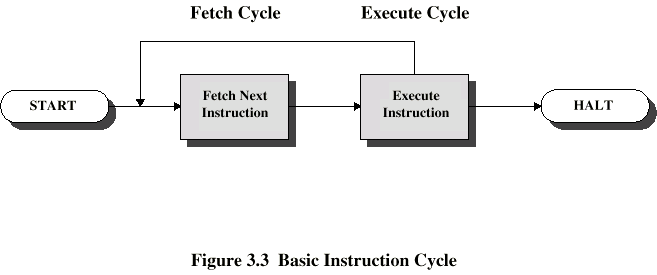 Fetch Cycle
Execute Cycle
START
Fetch Next
Instruction
Execute
Instruction
HALT
Figure 3.3 Basic Instruction Cycle